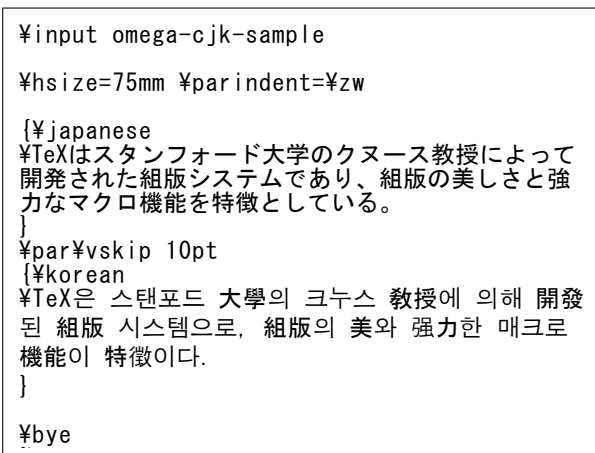 ¥input omega-cjk-sample
¥hsize=75mm ¥parindent=¥zw
{¥japanese
¥TeXはスタンフォード大学のクヌース教授によって
開発された組版システムであり、組版の美しさと強
力なマクロ機能を特徴としている。
}
¥par¥vskip 10pt
{¥korean
¥TeX은 스탠포드 大學의 크누스 敎授에 의해 開發
된 組版 시스템으로, 組版의 美와 强力한 매크로
機能이 特徵이다.
}
¥bye